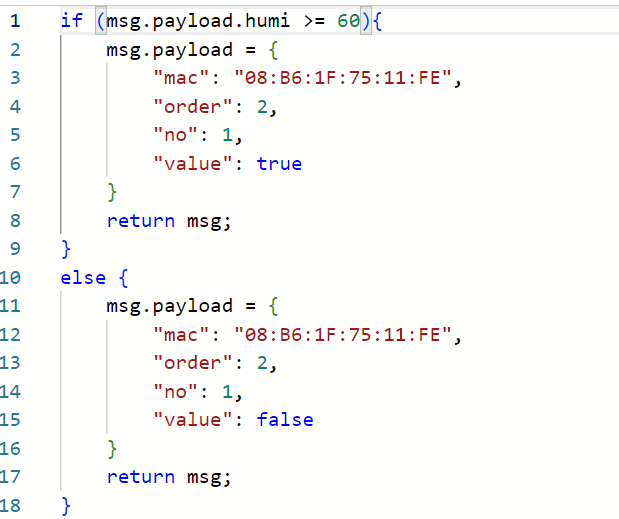 1 if (msg.payload.humi >= 60){
2     msg.payload = {
3         "mac": "08:B6:1F:75:11:FE",
4         "order": 2,
5         "no": 1,
6         "value": true
7     }
8     return msg;
9 }
10 else {
11     msg.payload = {
12         "mac": "08:B6:1F:75:11:FE",
13         "order": 2,
14         "no": 1,
15         "value": false
16     }
17     return msg;
18 }